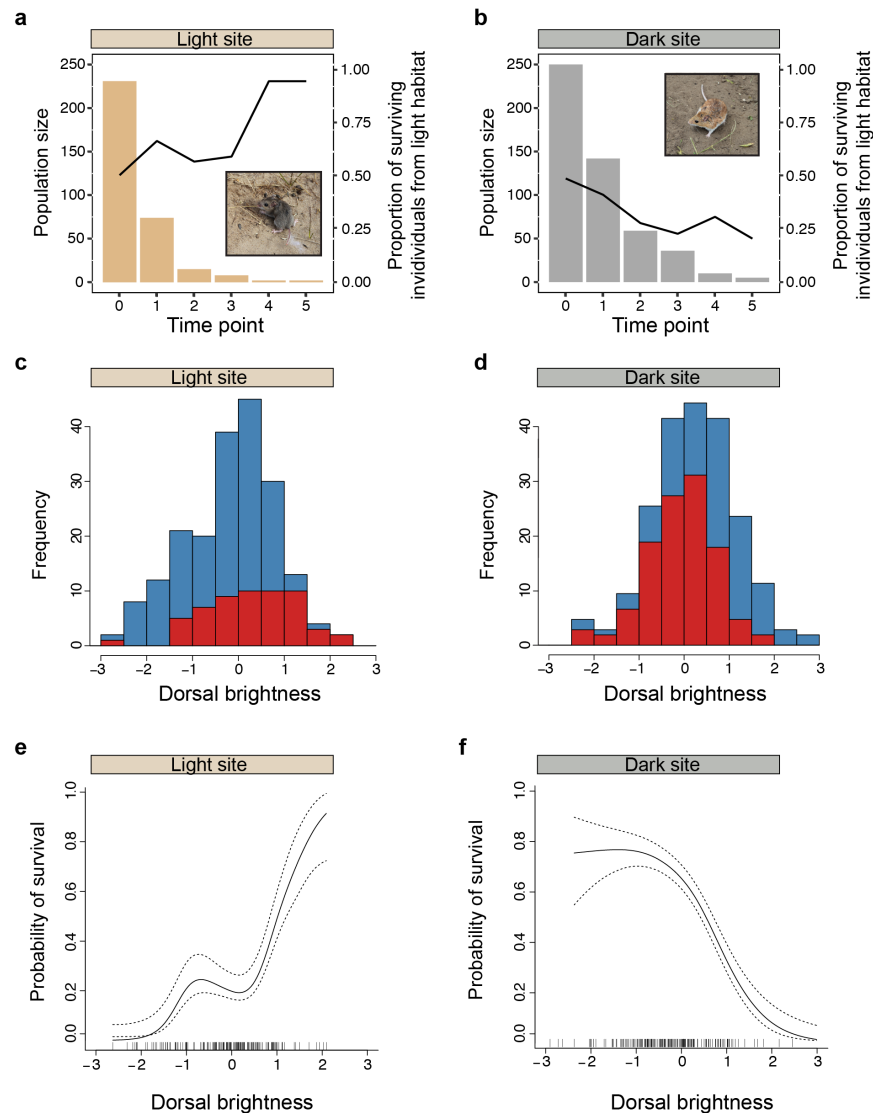 a
Light site
250
200
150
100
50
0
Population size
1.00
0.75
0.50
0.25
0.00
Proportion of surviving
invidividuals from light habitat
0 1 2 3 4 5
Time point
b
Dark site
250
200
150
100
50
0
Population size
1.00
0.75
0.50
0.25
0.00
Proportion of surviving
invidividuals from light habitat
0 1 2 3 4 5
Time point
c
Light site
40
30
20
10
0
Frequency
−3 −2 −1 0 1 2 3
Dorsal brightness
d
Dark site
40
30
20
10
0
Frequency
−3 −2 −1 0 1 2 3
Dorsal brightness
e
Light site
1.0
0.8
0.6
0.4
0.2
0.0
Probability of survival
−3 −2 −1 0 1 2 3
Dorsal brightness
f
Dark site
1.0
0.8
0.6
0.4
0.2
0.0
Probability of survival
−3 −2 −1 0 1 2 3
Dorsal brightness